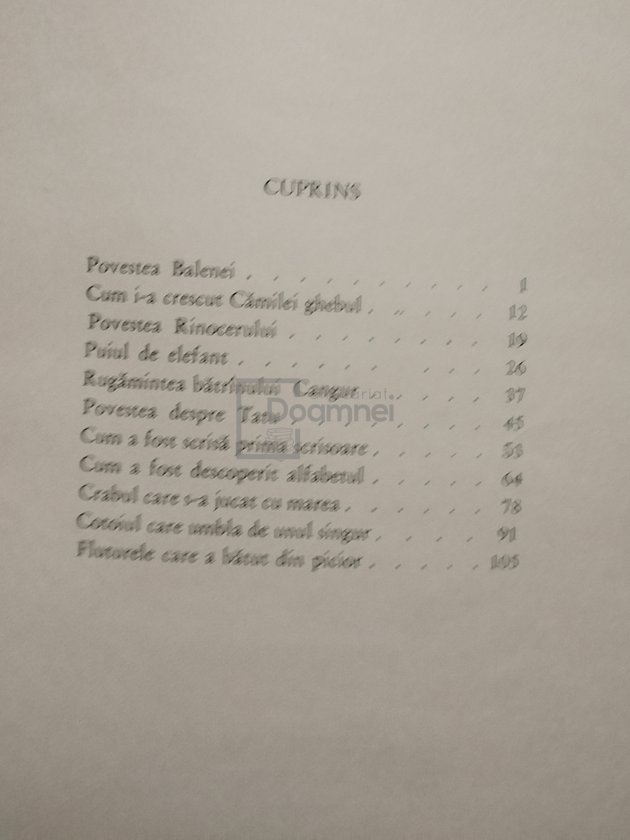 CUPRINS
Povestea Balenei . . . . . . . . . . 1
Cum i-a crescut Cămilei ghebul . . . . . 12
Povestea Rinocerului . . . . . . . . 19
Puiul de elefant . . . . . . . . . . 26
Rugămintea bătrînului Cangur . . . . . 37
Povestea despre Tatu . . . . . . . . 45
Cum a fost scrisă prima scrisoare . . . . . 53
Cum a fost descoperit alfabetul . . . . . 64
Crabul care s-a jucat cu marea . . . . . . 78
Cotoiul care umbla de unul singur . . . . 91
Fluturele care a bătut din picior . . . . . 105
Doamnei